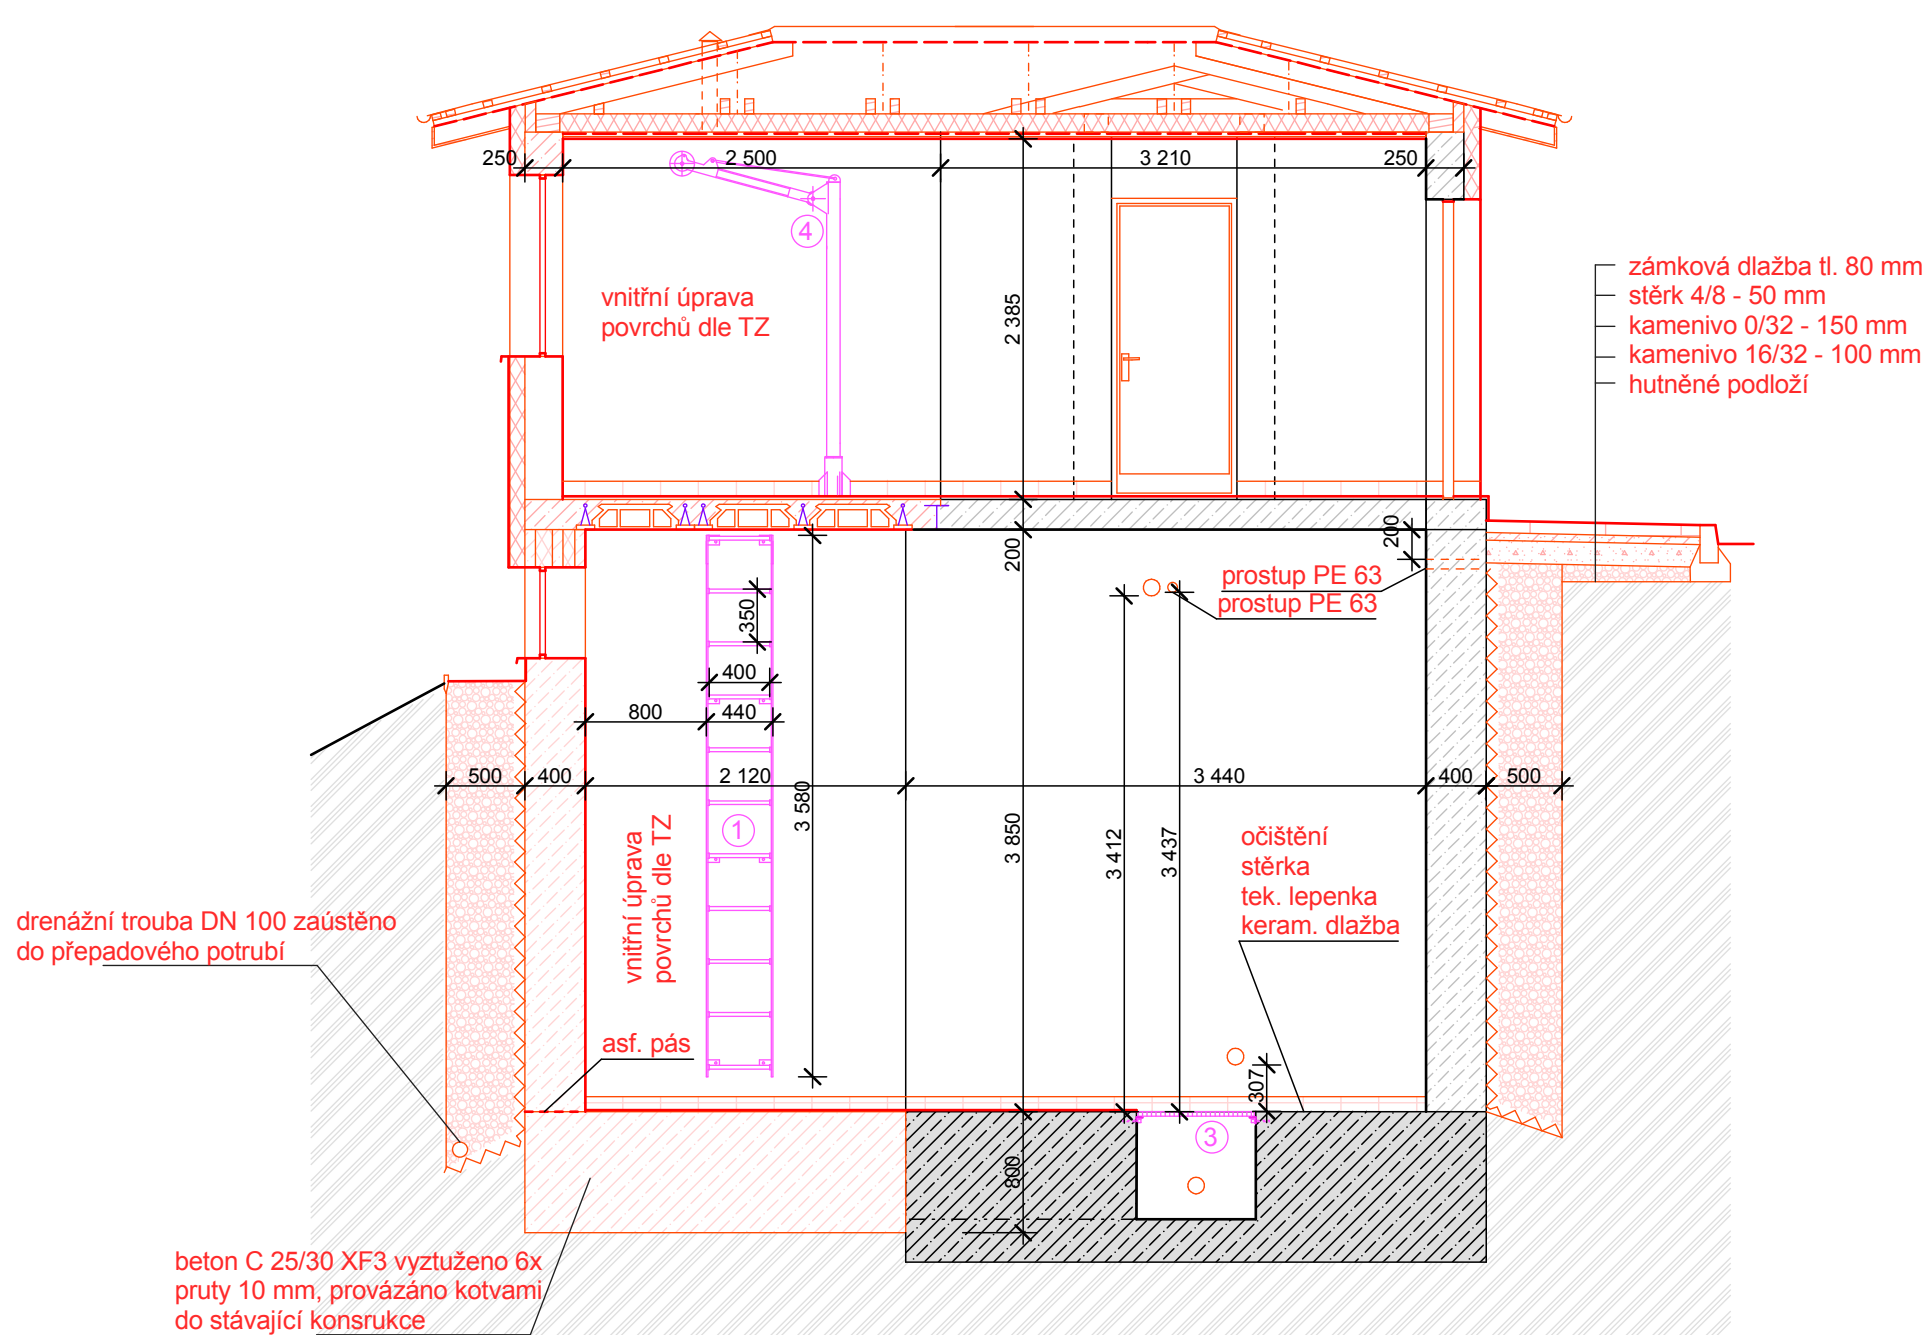 250
2 500
3 210
250
4
vnitřní úprava
povrchů dle TZ
2 385
zámková dlažba tl. 80 mm
stěrk 4/8 - 50 mm
kamenivo 0/32 - 150 mm
kamenivo 16/32 - 100 mm
hutněné podloží
200
200
prostup PE 63
prostup PE 63
350
400
800
440
500
400
2 120
3 440
400
500
3 580
1
vnitřní úprava
povrchů dle TZ
3 850
3 412
3 437
očištění
stěrka
tek. lepenka
keram. dlažba
drenážní trouba DN 100 zaústěno
do přepadového potrubí
asf. pás
307
3
800
beton C 25/30 XF3 vyztuženo 6x
pruty 10 mm, provázáno kotvami
do stávající konsrukce